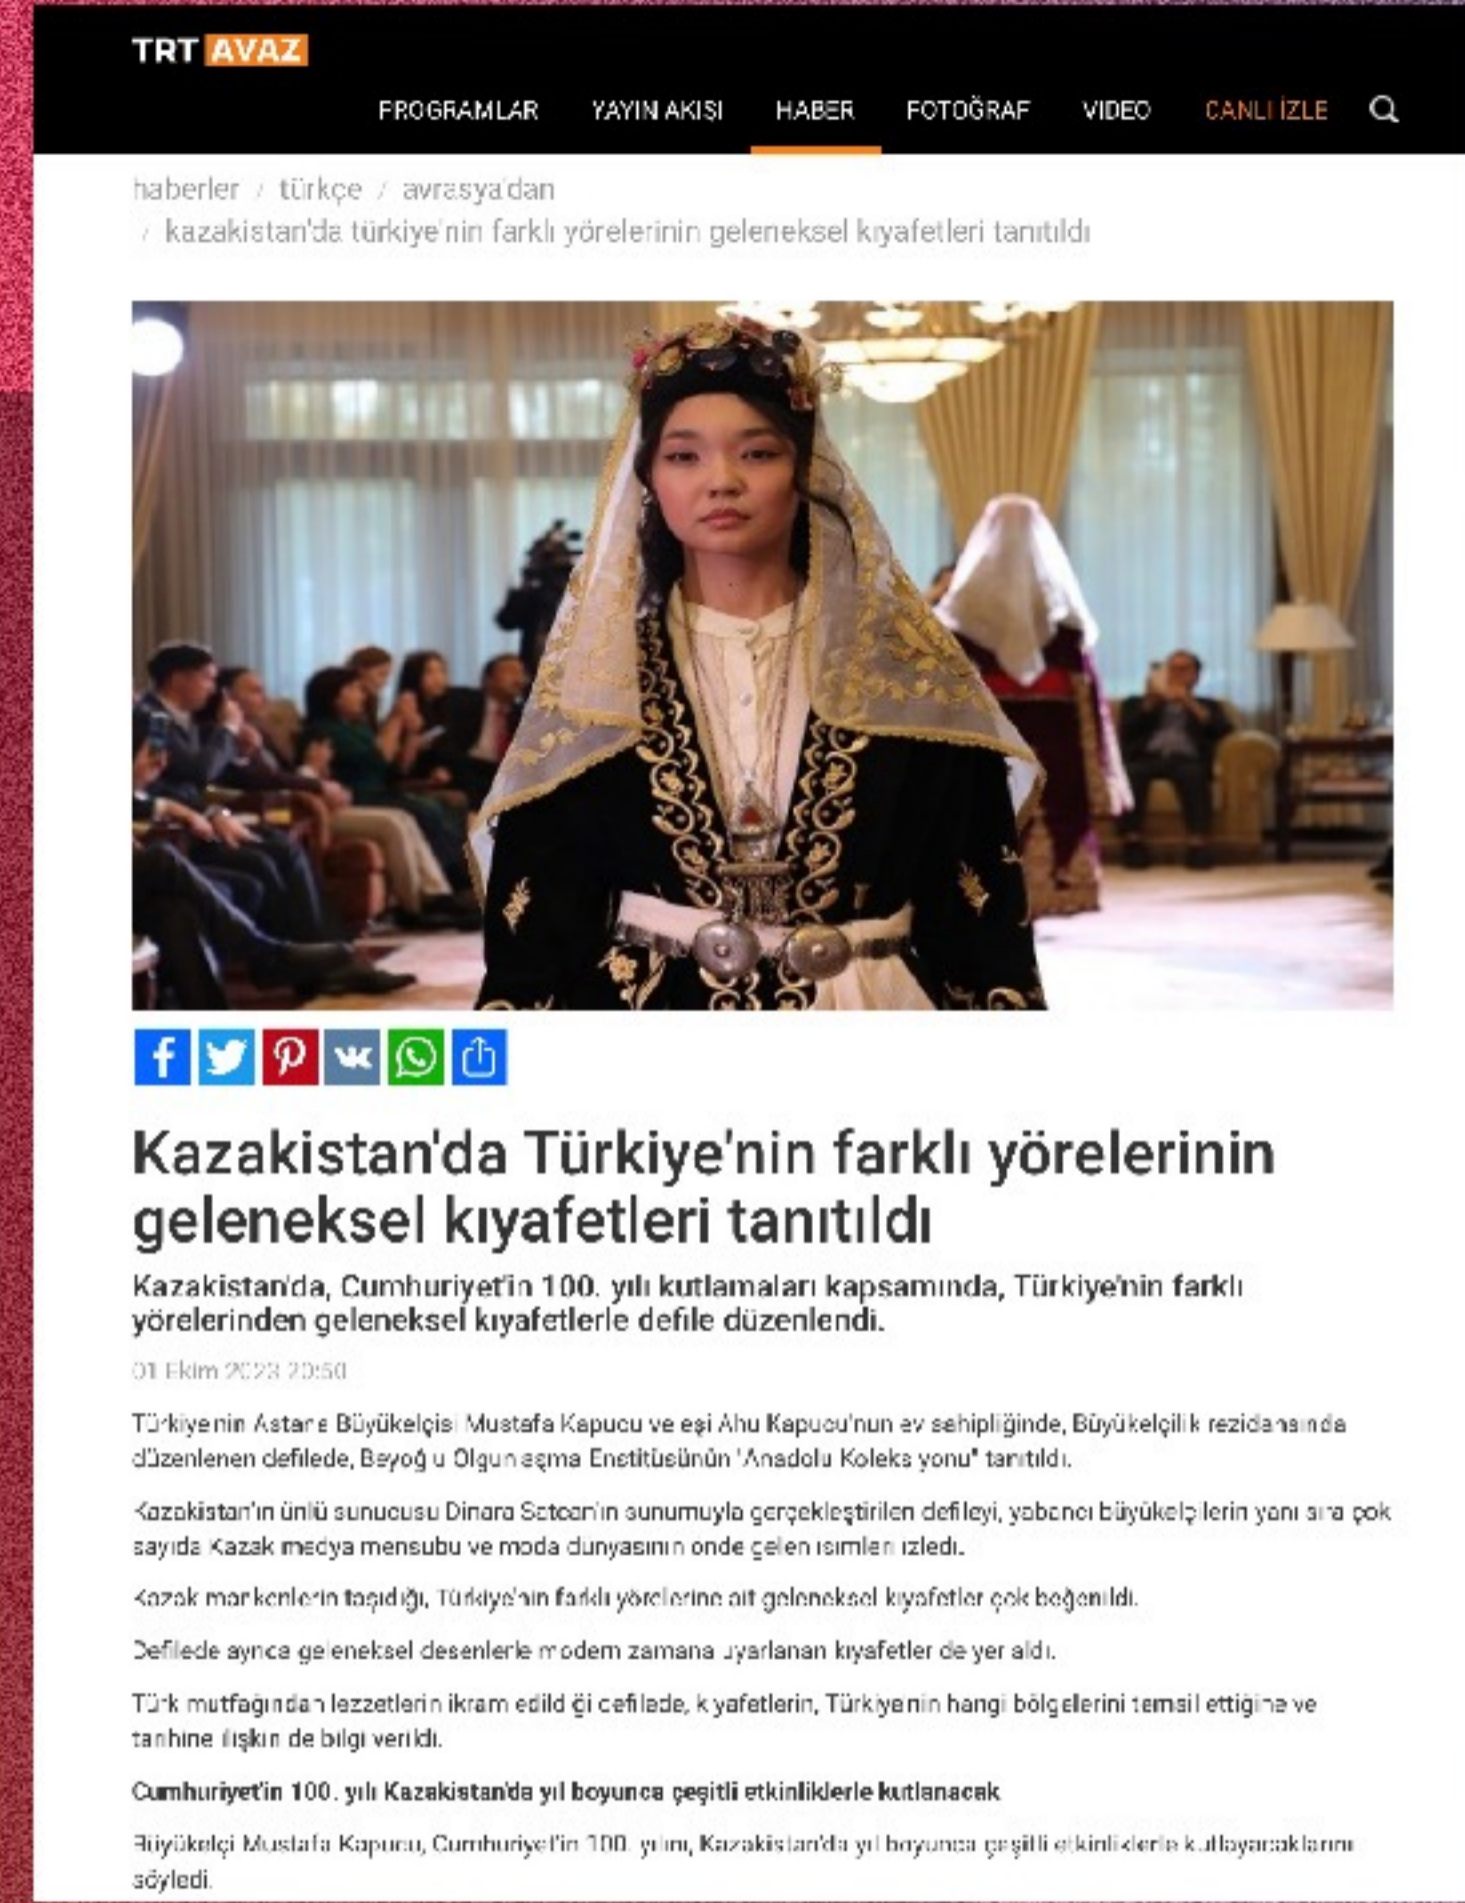 TRT AVAZ
PROGRAMLAR YAYIN AKIŞI HABER FOTOĞRAF VIDEO CANLI İZLE
haberler / türkçe / avrasya'dan
/ kazakistan'da türkiye'nin farklı yörelerinin geleneksel kıyafetleri tanıtıldı
Kazakistan'da Türkiye'nin farklı yörelerinin
geleneksel kıyafetleri tanıtıldı
Kazakistan'da, Cumhuriyet'in 100. yılı kutlamaları kapsamında, Türkiye'nin farklı
yörelerinden geleneksel kıyafetlerle defile düzenlendi.
01 Ekim 2023 20:50
Türkiye'nin Astana Büyükelçisi Mustafa Kapucu ve eşi Ahu Kapucu'nun ev sahipliğinde, Büyükelçilik rezidansında
düzenlenen defilede, Beyoğlu Olgunlaşma Enstitüsünün "Anadolu Koleksiyonu" tanıtıldı.
Kazakistan'ın ünlü sunucusu Dinara sunumuyla gerçekleştirilen defileyi, yabancı büyükelçilerin yanı sıra çok
sayıda Kazak medya mensubu ve moda dünyasının önde gelen isimleri izledi.
Kazak mankenlerin taşıdığı, Türkiye'nin farklı yörelerine ait geleneksel kıyafetler çok beğenildi.
Defilede ayrıca geleneksel desenlerle modern zamana uyarlanan kıyafetler de yer aldı.
Türk mutfağından lezzetlerin ikram edildiği defilede, kıyafetlerin, Türkiye'nin hangi bölgelerini temsil ettiğine ve
tarihine ilişkin de bilgi verildi.
Cumhuriyet'in 100. yılı Kazakistan'da yıl boyunca çeşitli etkinliklerle kutlanacak
Büyükelçi Mustafa Kapucu, Cumhuriyet'in 100. yılını, Kazakistan'da yıl boyunca çeşitli etkinliklerle kutlayacaklarını
söyledi.